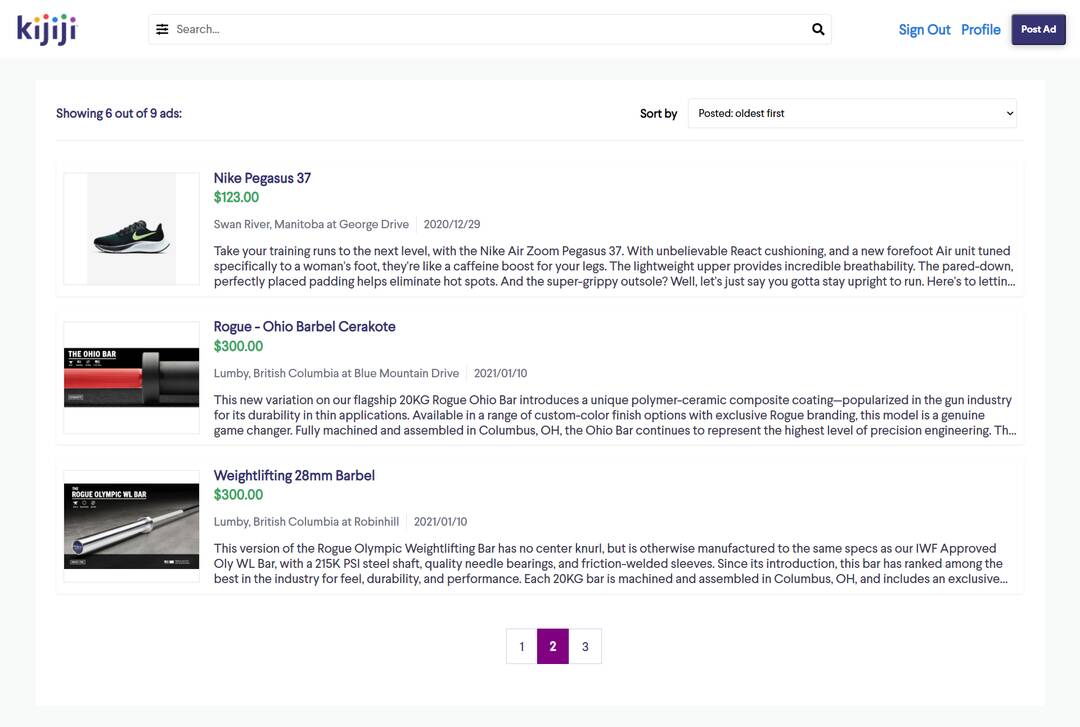 kijiji
Search...
Sign Out
Profile
Post Ad
Showing 6 out of 9 ads:
Sort by
Posted: oldest first
Nike Pegasus 37
$123.00
Swan River, Manitoba at George Drive
2020/12/29
Take your training runs to the next level, with the Nike Air Zoom Pegasus 37. With unbelievable React cushioning, and a new forefoot Air unit tuned
specifically to a woman's foot, they're like a caffeine boost for your legs. The lightweight upper provides incredible breathability. The pared-down,
perfectly placed padding helps eliminate hot spots. And the super-grippy outsole? Well, let's just say you gotta stay upright to run. Here's to lettin...
THE OHIO BAR
Rogue - Ohio Barbel Cerakote
$300.00
Lumby, British Columbia at Blue Mountain Drive
2021/01/10
This new variation on our flagship 20KG Rogue Ohio Bar introduces a unique polymer-ceramic composite coating—popularized in the gun industry
for its durability in thin applications. Available in a range of custom-color finish options with exclusive Rogue branding, this model is a genuine
game changer. Fully machined and assembled in Columbus, OH, the Ohio Bar continues to represent the highest level of precision engineering. Th...
THE
ROGUE OLYMPIC WL BAR
Weightlifting 28mm Barbel
$300.00
Lumby, British Columbia at Robinhill
2021/01/10
This version of the Rogue Olympic Weightlifting Bar has no center knurl, but is otherwise manufactured to the same specs as our IWF Approved
Oly WL Bar, with a 215K PSI steel shaft, quality needle bearings, and friction-welded sleeves. Since its introduction, this bar has ranked among the
best in the industry for feel, durability, and performance. Each 20KG bar is machined and assembled in Columbus, OH, and includes an exclusive...
1
2
3